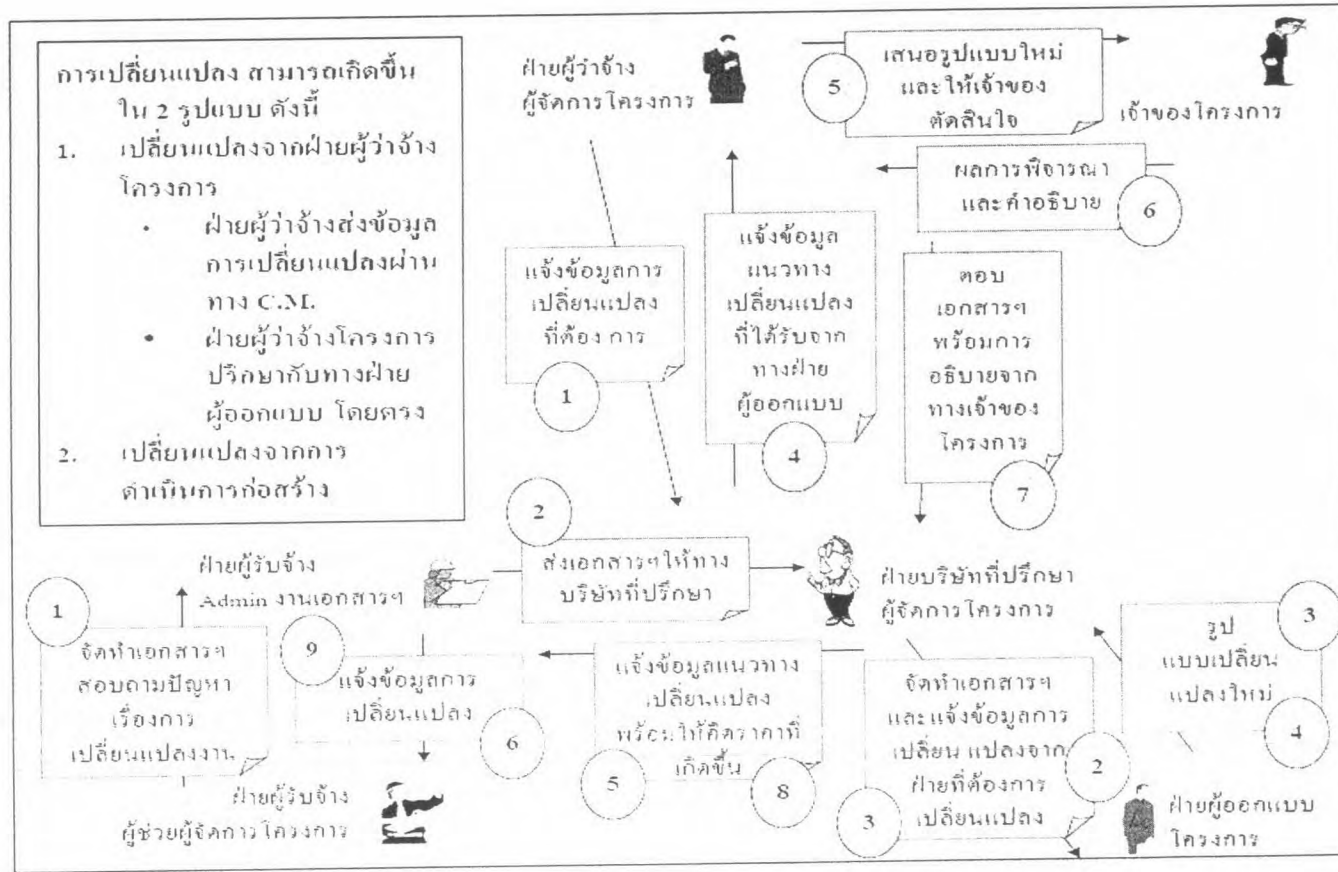 การเปลี่ยนแปลง สามารถเกิดขึ้น
ใน 2 รูปแบบ ดังนี้
1. เปลี่ยนแปลงจากฝ่ายผู้ว่าจ้าง
โครงการ
• ฝ่ายผู้ว่าจ้างส่งข้อมูล
การเปลี่ยนแปลงผ่าน
ทาง C.M.
• ฝ่ายผู้ว่าจ้างโครงการ
ปรึกษากับทางฝ่าย
ผู้ออกแบบ โดยตรง
2. เปลี่ยนแปลงจากการ
ดำเนินการก่อสร้าง
ฝ่ายผู้ว่าจ้าง
ผู้จัดการโครงการ
5
เสนอรูปแบบใหม่
และให้เจ้าของ
ตัดสินใจ
เจ้าของโครงการ
ผลการพิจารณา
และคำอธิบาย
6
แจ้งข้อมูลการ
เปลี่ยนแปลง
ที่ต้อง การ
1
แจ้งข้อมูล
แนวทาง
เปลี่ยนแปลง
ที่ได้รับจาก
ทางฝ่าย
ผู้ออกแบบ
4
ตอบ
เอกสารฯ
พร้อมการ
อธิบายจาก
ทางเจ้าของ
โครงการ
7
2
ส่งเอกสารฯให้ทาง
บริษัทที่ปรึกษา
ฝ่ายบริษัทที่ปรึกษา
ผู้จัดการโครงการ
ฝ่ายผู้รับจ้าง
Admin งานเอกสารฯ
1
จัดทำเอกสารฯ
สอบถามปัญหา
เรื่องการ
เปลี่ยนแปลงงาน
9
แจ้งข้อมูลการ
เปลี่ยนแปลง
6
แจ้งข้อมูลแนวทาง
เปลี่ยนแปลง
พร้อมให้คิดราคาที่
เกิดขึ้น
5
8
จัดทำเอกสารฯ
และแจ้งข้อมูลการ
เปลี่ยน แปลงจาก
ฝ่ายที่ต้องการ
เปลี่ยนแปลง
2
3
รูป
แบบเปลี่ยน
แปลงใหม่
3
4
ฝ่ายผู้รับจ้าง
ผู้ช่วยผู้จัดการโครงการ
ฝ่ายผู้ออกแบบ
โครงการ